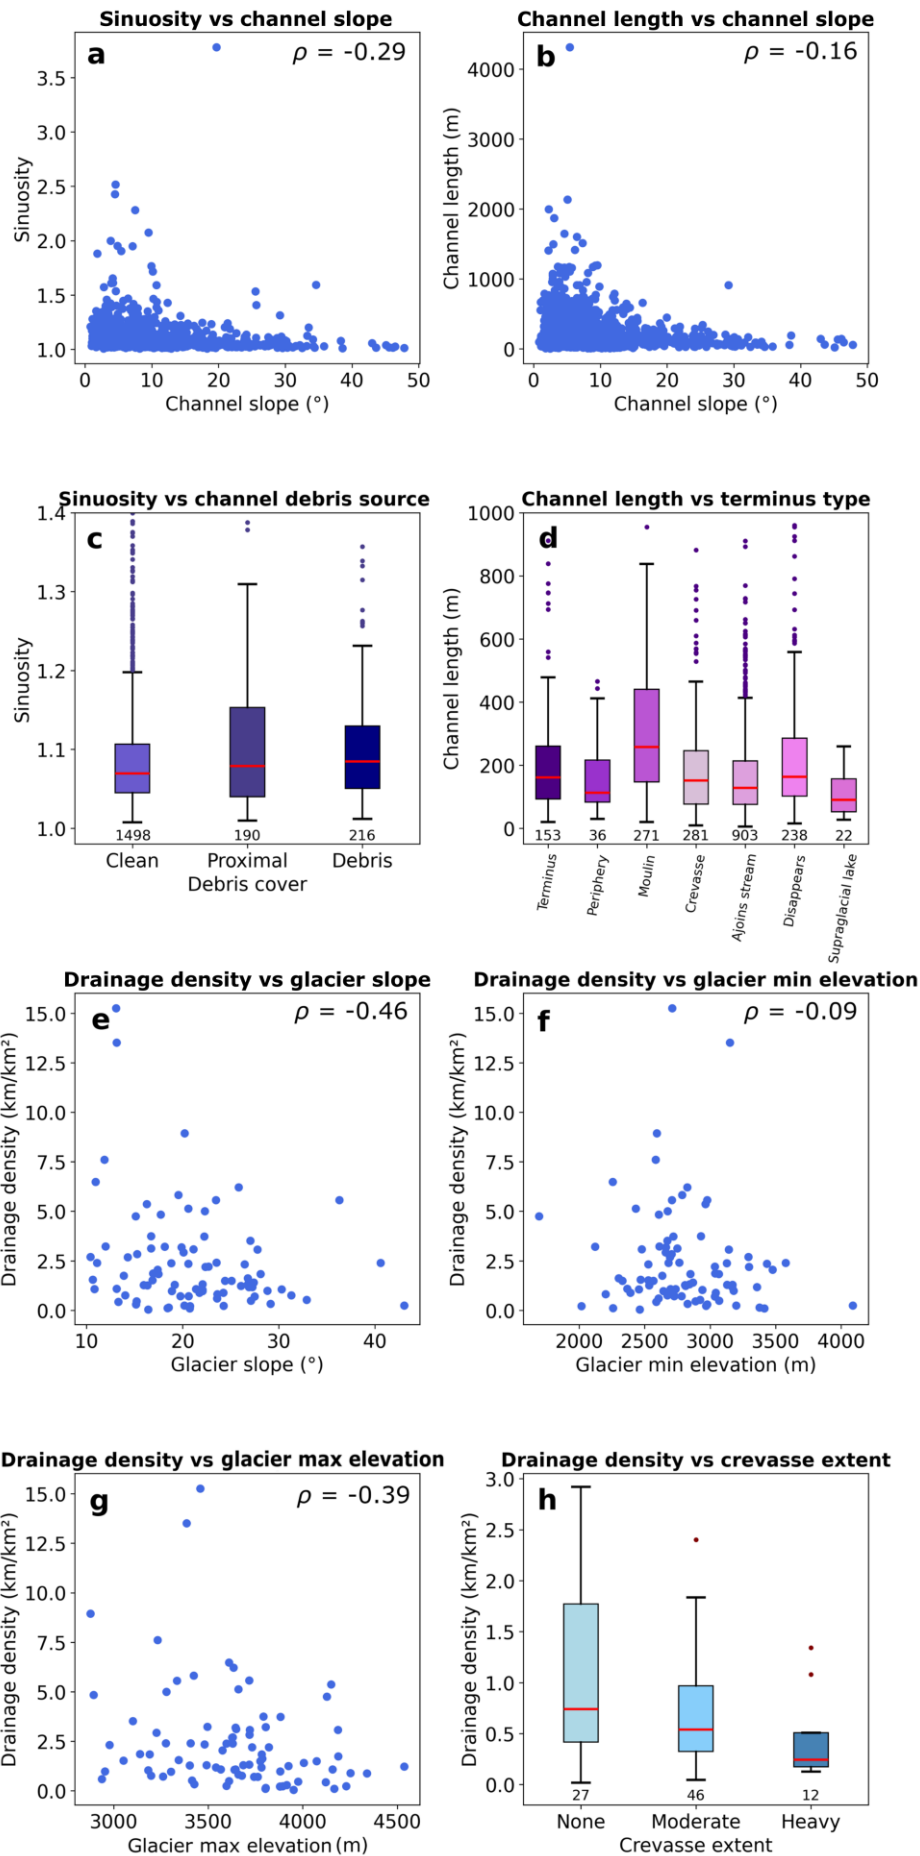 Sinuosity vs channel slope
a
ρ = -0.29
3.5
3.0
2.5
2.0
1.5
1.0
Sinuosity
0 10 20 30 40 50
Channel slope (°)
Channel length vs channel slope
b
ρ = -0.16
4000
3000
2000
1000
0
Channel length (m)
0 10 20 30 40 50
Channel slope (°)
Sinuosity vs channel debris source
c
1.4
1.3
1.2
1.1
1.0
Sinuosity
1498 190 216
Clean Proximal Debris
Debris cover
Channel length vs terminus type
d
1000
800
600
400
200
0
Channel length (m)
153 36 271 281 903 238 22
Terminus
Periphery
Moulin
Crevasse
Ajoins stream
Disappears
Supraglacial lake
Drainage density vs glacier slope
e
ρ = -0.46
15.0
12.5
10.0
7.5
5.0
2.5
0.0
Drainage density (km/km²)
10 20 30 40
Glacier slope (°)
Drainage density vs glacier min elevation
f
ρ = -0.09
15.0
12.5
10.0
7.5
5.0
2.5
0.0
Drainage density (km/km²)
2000 2500 3000 3500 4000
Glacier min elevation (m)
Drainage density vs glacier max elevation
g
ρ = -0.39
15.0
12.5
10.0
7.5
5.0
2.5
0.0
Drainage density (km/km²)
3000 3500 4000 4500
Glacier max elevation (m)
Drainage density vs crevasse extent
h
3.0
2.5
2.0
1.5
1.0
0.5
0.0
Drainage density (km/km²)
27 46 12
None Moderate Heavy
Crevasse extent